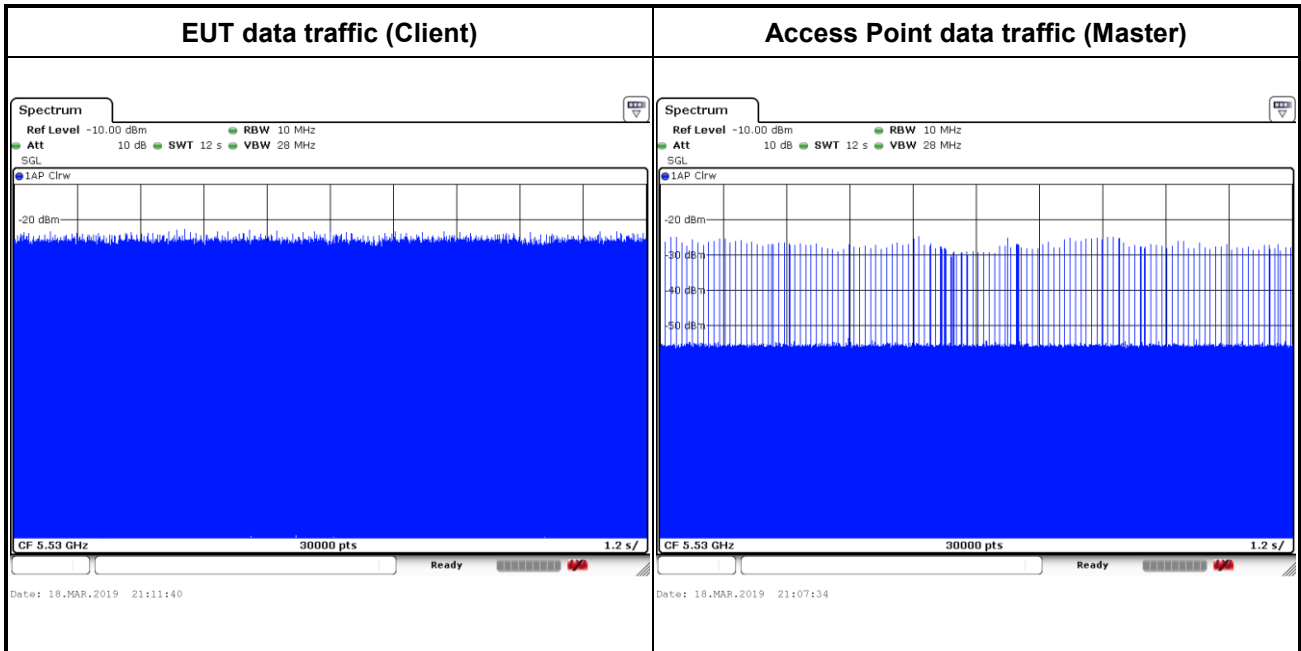 EUT data traffic (Client)
Access Point data traffic (Master)
Spectrum
Ref Level -10.00 dBm RBW 10 MHz
Att 10 dB SWT 12 s VBW 28 MHz
SGL
1AP Clrw
-20 dBm
CF 5.53 GHz 30000 pts 1.2 s/
Ready
Date: 18.MAR.2019 21:11:40
Spectrum
Ref Level -10.00 dBm RBW 10 MHz
Att 10 dB SWT 12 s VBW 28 MHz
SGL
1AP Clrw
-20 dBm
-30 dBm
-40 dBm
-50 dBm
CF 5.53 GHz 30000 pts 1.2 s/
Ready
Date: 18.MAR.2019 21:07:34